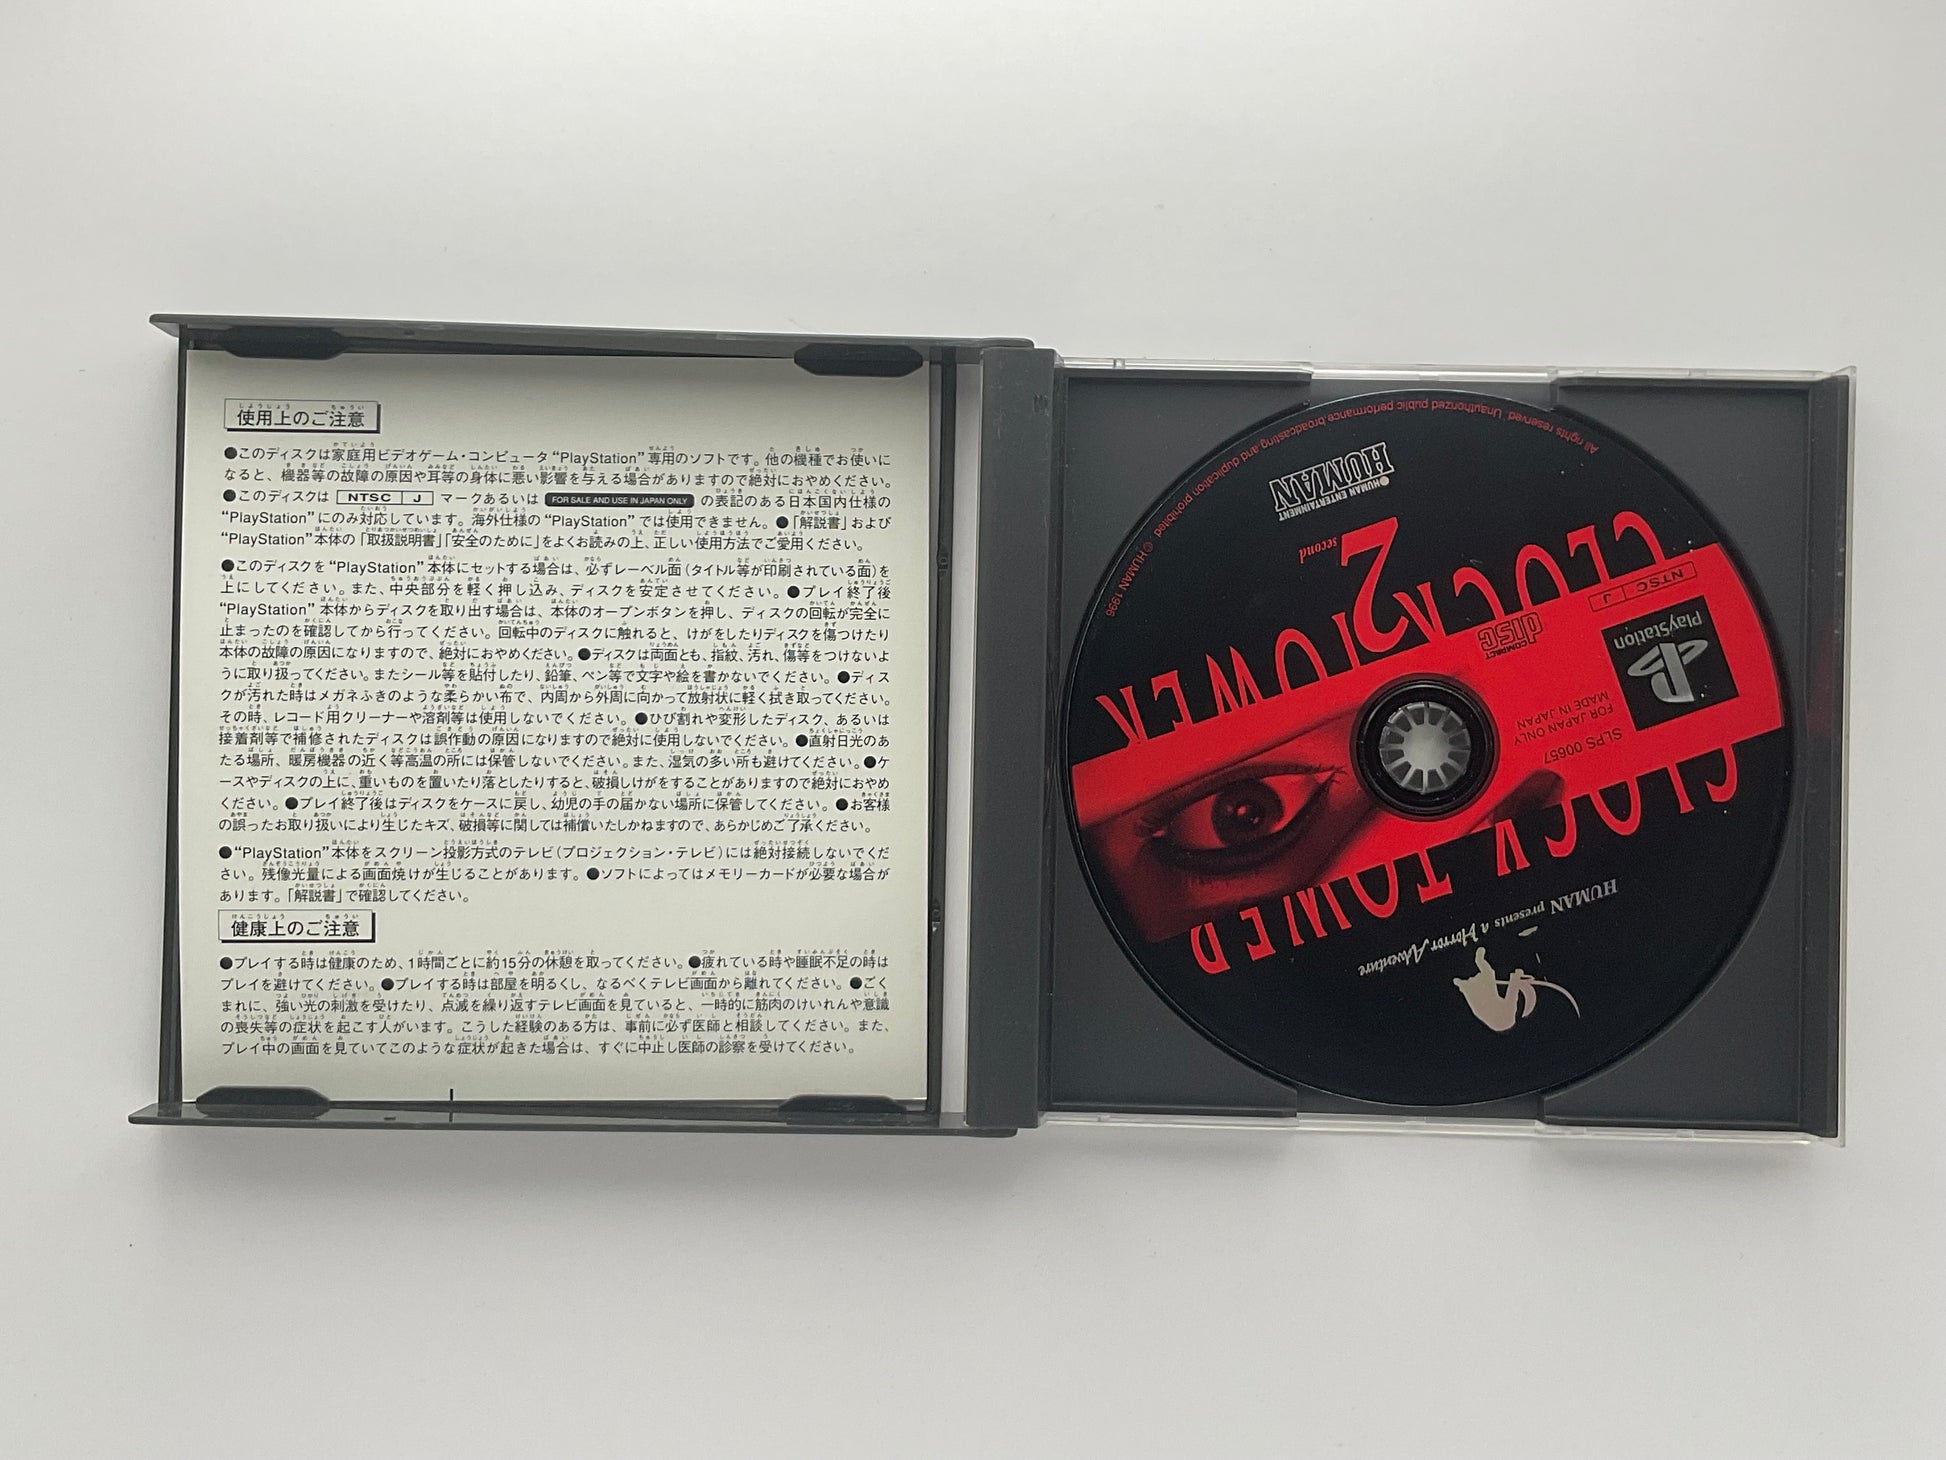 使用上のご注意
●このディスクは家庭用ビデオゲーム・コンピュータ“PlayStation”専用のソフトです。他の機種でお使いに
なると、機器等の故障の原因や耳等の身体に悪い影響を与える場合がありますので絶対におやめください。
●このディスクは NTSC J マークあるいは FOR SALE AND USE IN JAPAN ONLY の表記のある日本国内仕様の
“PlayStation”にのみ対応しています。海外仕様の“PlayStation”では使用できません。●「解説書」および
“PlayStation”本体の「取扱説明書」「安全のために」をよくお読みの上、正しい使用方法でご愛用ください。
●このディスクを“PlayStation”本体にセットする場合は、必ずレーベル面(タイトル等が印刷されている面)を
上にしてください。また、中央部分を軽く押し込み、ディスクを安定させてください。●プレイ終了後
“PlayStation”本体からディスクを取り出す場合は、本体のオープンボタンを押し、ディスクの回転が完全に
止まったのを確認してから行ってください。回転中のディスクに触れると、けがをしたりディスクを傷つけたり
本体の故障の原因になりますので、絶対におやめください。●ディスクは両面とも、指紋、汚れ、傷等をつけないよ
うに取り扱ってください。またシール等を貼付したり、鉛筆、ペン等で文字や絵を書かないでください。●ディス
クが汚れた時はメガネふきのような柔らかい布で、内周から外周に向かって放射状に軽く拭き取ってください。
その時、レコード用クリーナーや溶剤等は使用しないでください。●ひび割れや変形したディスク、あるいは
接着剤等で補修されたディスクは誤作動の原因になりますので絶対に使用しないでください。●直射日光のあ
たる場所、暖房機器の近く等高温の所には保管しないでください。また、湿気の多い所も避けてください。●ケ
ースやディスクの上に、重いものを置いたり落としたりすると、破損しけがをすることがありますので絶対におやめ
ください。●プレイ終了後はディスクをケースに戻し、幼児の手の届かない場所に保管してください。●お客様
の誤ったお取り扱いにより生じたキズ、破損等に関しては補償いたしかねますので、あらかじめご了承ください。
●“PlayStation”本体をスクリーン投影方式のテレビ(プロジェクション・テレビ)には絶対接続しないでくだ
さい。残像光量による画面焼けが生じることがあります。●ソフトによってはメモリーカードが必要な場合が
あります。「解説書」で確認してください。
健康上のご注意
●プレイする時は健康のため、1時間ごとに約15分の休憩を取ってください。●疲れている時や睡眠不足の時は
プレイを避けてください。●プレイする時は部屋を明るくし、なるべくテレビ画面から離れてください。●ごく
まれに、強い光の刺激を受けたり、点滅を繰り返すテレビ画面を見ていると、一時的に筋肉のけいれんや意識
の喪失等の症状を起こす人がいます。こうした経験のある方は、事前に必ず医師と相談してください。また、
プレイ中の画面を見ていてこのような症状が起きた場合は、すぐに中止し医師の診察を受けてください。
HUMAN presents a Horror Adventure
CLOCK TOWER
SLPS 00657
FOR JAPAN ONLY
MADE IN JAPAN
PlayStation
COMPACT disc
NTSC J
CLOCK TOWER
2 second
HUMAN ENTERTAINMENT
HUMAN
©HUMAN 1996
All rights reserved. Unauthorized public performance, broadcasting and duplication prohibited.